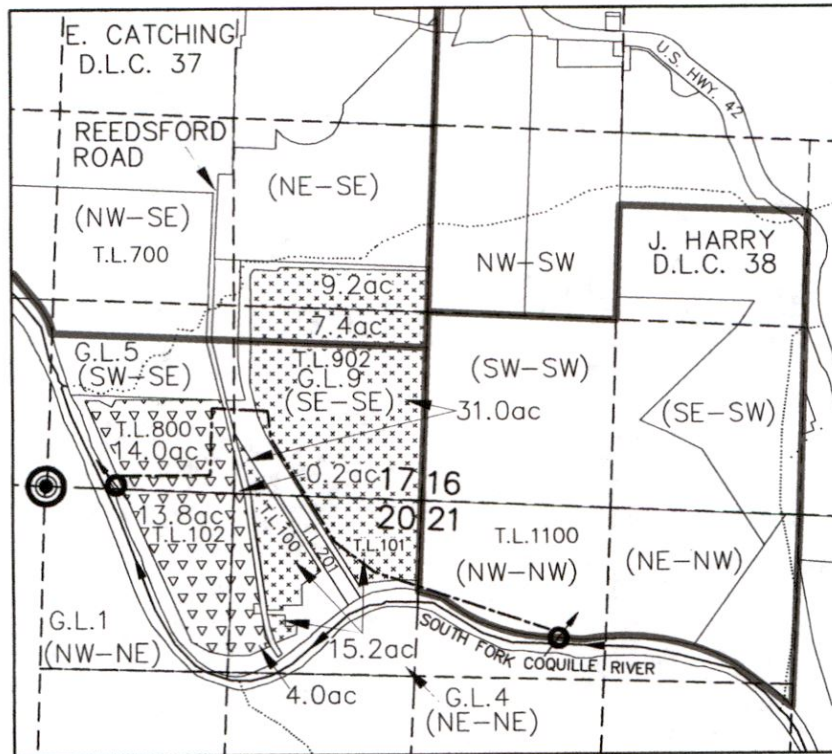 E. CATCHING
D.L.C. 37
U.S. HWY. 42
REEDSFORD
ROAD
(NE-SE)
(NW-SE)
T.L.700
NW-SW
J. HARRY
D.L.C. 38
9.2ac
7.4ac
G.L.5
(SW-SE)
T.L.902
G.L.9
(SE-SE)
(SW-SW)
(SE-SW)
31.0ac
T.L.800
14.0ac
0.2ac
17 16
20 21
13.8ac
T.L.102
T.L.100
T.L.201
T.L.101
T.L.1100
(NW-NW)
(NE-NW)
G.L.1
(NW-NE)
15.2ac
SOUTH FORK COQUILLE RIVER
4.0ac
G.L.4
(NE-NE)